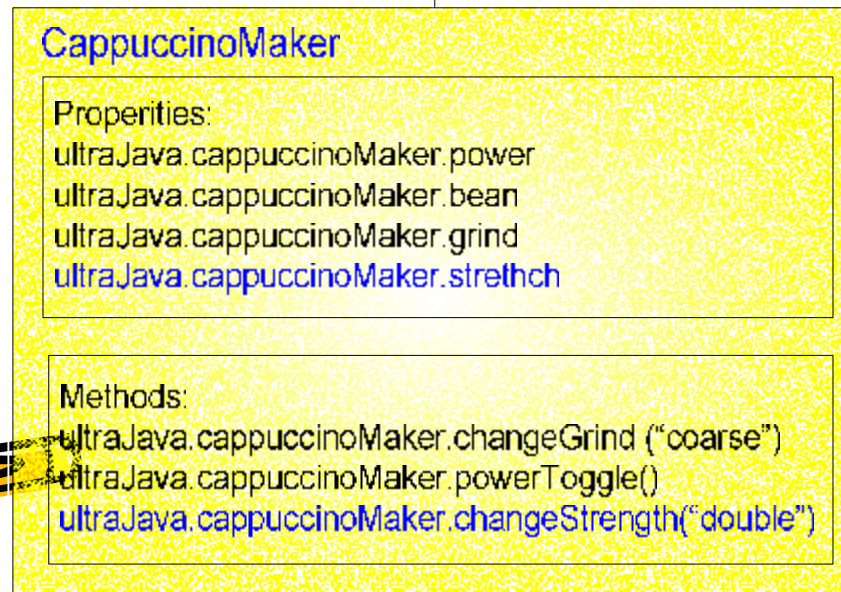 CappuccinoMaker
Properities:
ultraJava.cappuccinoMaker.power
ultraJava.cappuccinoMaker.bean
ultraJava.cappuccinoMaker.grind
ultraJava.cappuccinoMaker.strethch
Methods:
ultraJava.cappuccinoMaker.changeGrind (“coarse”)
ultraJava.cappuccinoMaker.powerToggle()
ultraJava.cappuccinoMaker.changeStrength(“double”)